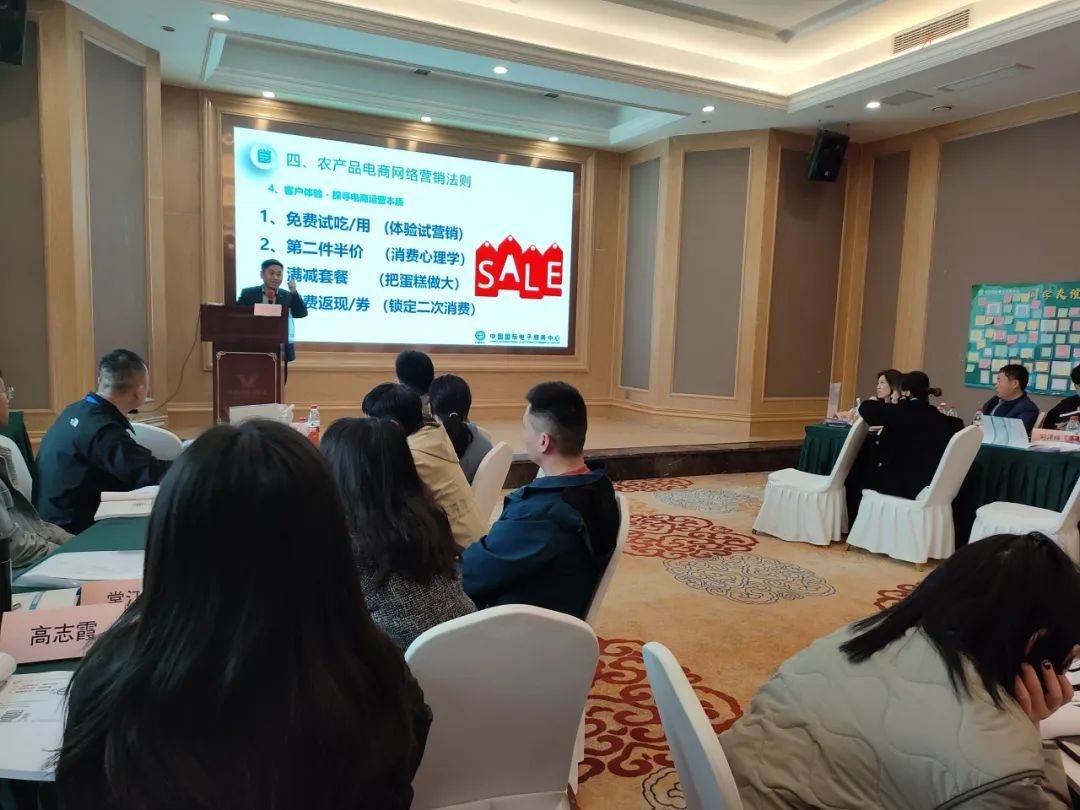 四、农产品电商网络营销法则
4、客户体验 - 探寻电商运营本质
1、免费试吃/用 （体验试营销）
2、第二件半价 （消费心理学）
满减套餐 （把蛋糕做大）
费返现/券 （锁定二次消费）
SALE
中国国际电子商务中心
高志霞